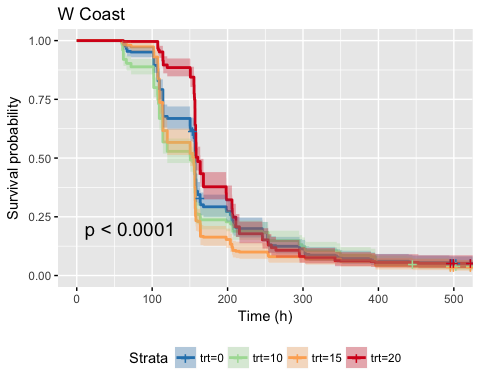 W Coast
Survival probability
1.00
0.75
0.50
0.25
0.00
p < 0.0001
0 100 200 300 400 500
Time (h)
Strata trt=0 trt=10 trt=15 trt=20